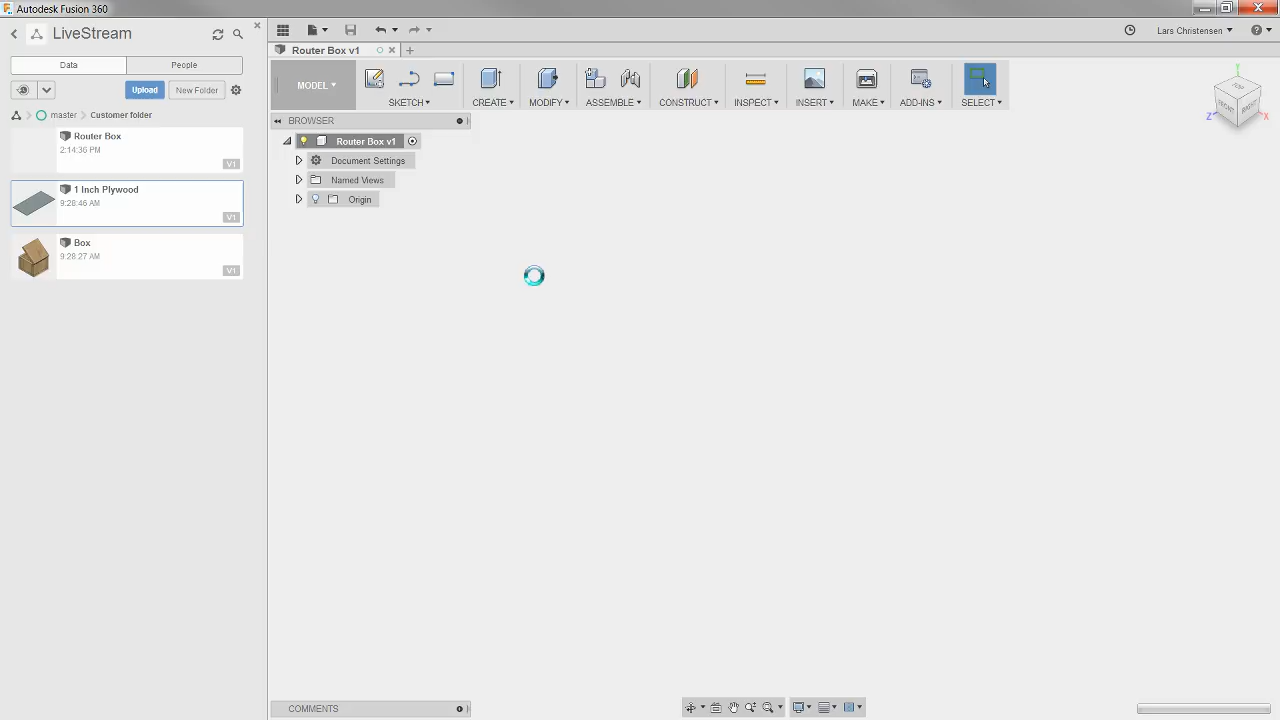 Autodesk Fusion 360
LiveStream
Data
People
Upload
New Folder
master
Customer folder
Router Box
2:14:36 PM
V1
1 Inch Plywood
9:28:46 AM
V1
Box
9:28:27 AM
V1
Lars Christensen
Router Box v1
MODEL
SKETCH
CREATE
MODIFY
ASSEMBLE
CONSTRUCT
INSPECT
INSERT
MAKE
ADD-INS
SELECT
BROWSER
Router Box v1
Document Settings
Named Views
Origin
TOP
FRONT
RIGHT
Y
Z
X
COMMENTS